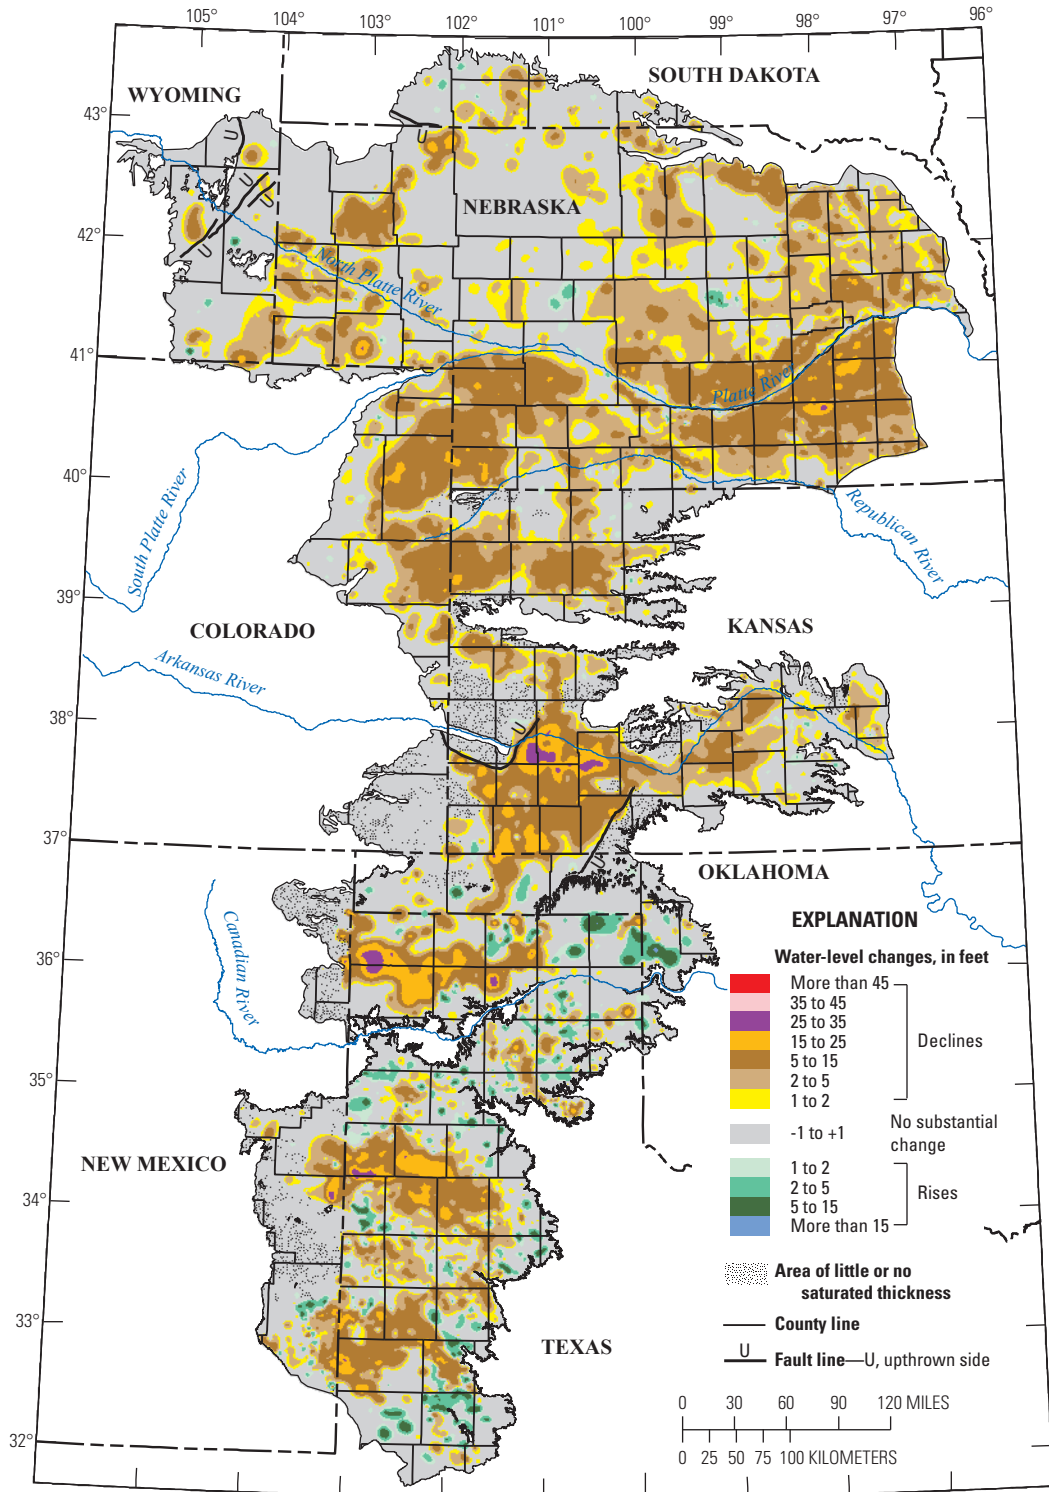 105° 104° 103° 102° 101° 100° 99° 98° 97° 96°
SOUTH DAKOTA
WYOMING
43°
U
U
NEBRASKA
U
U
42°
U
North Platte River
41°
Platte River
40°
South Platte River
Republican River
39°
COLORADO
KANSAS
Arkansas River
38°
U
37°
U
OKLAHOMA
Canadian River
36°
35°
NEW MEXICO
34°
33°
TEXAS
32°
EXPLANATION
Water-level changes, in feet
More than 45
35 to 45
25 to 35
15 to 25
5 to 15
2 to 5
1 to 2
Declines
-1 to +1
No substantial
change
1 to 2
2 to 5
5 to 15
More than 15
Rises
Area of little or no
saturated thickness
County line
U
Fault line—U, upthrown side
0 30 60 90 120 MILES
0 25 50 75 100 KILOMETERS